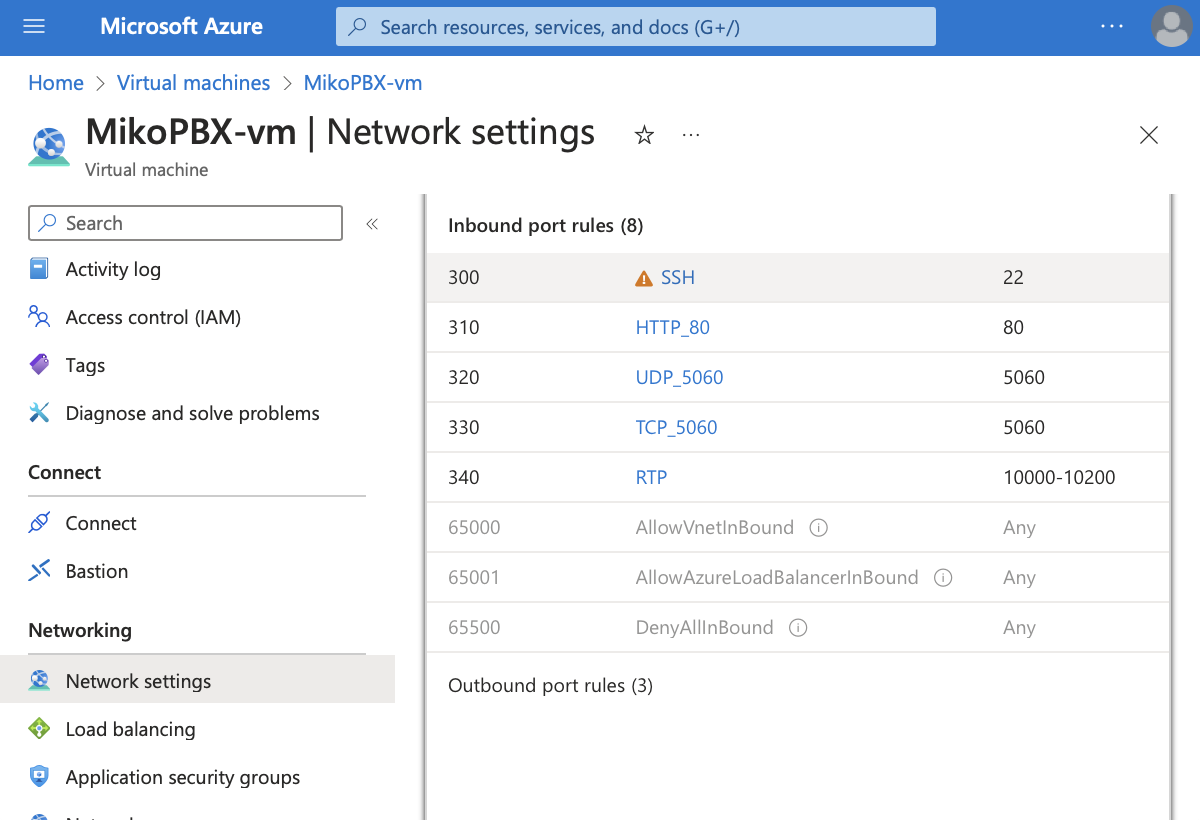 Microsoft Azure
Search resources, services, and docs (G+/)
Home > Virtual machines > MikoPBX-vm
MikoPBX-vm | Network settings
Virtual machine
Search
Activity log
Access control (IAM)
Tags
Diagnose and solve problems
Connect
Connect
Bastion
Networking
Network settings
Load balancing
Application security groups
Inbound port rules (8)
300 SSH 22
310 HTTP_80 80
320 UDP_5060 5060
330 TCP_5060 5060
340 RTP 10000-10200
65000 AllowVnetInBound Any
65001 AllowAzureLoadBalancerInBound Any
65500 DenyAllInBound Any
Outbound port rules (3)